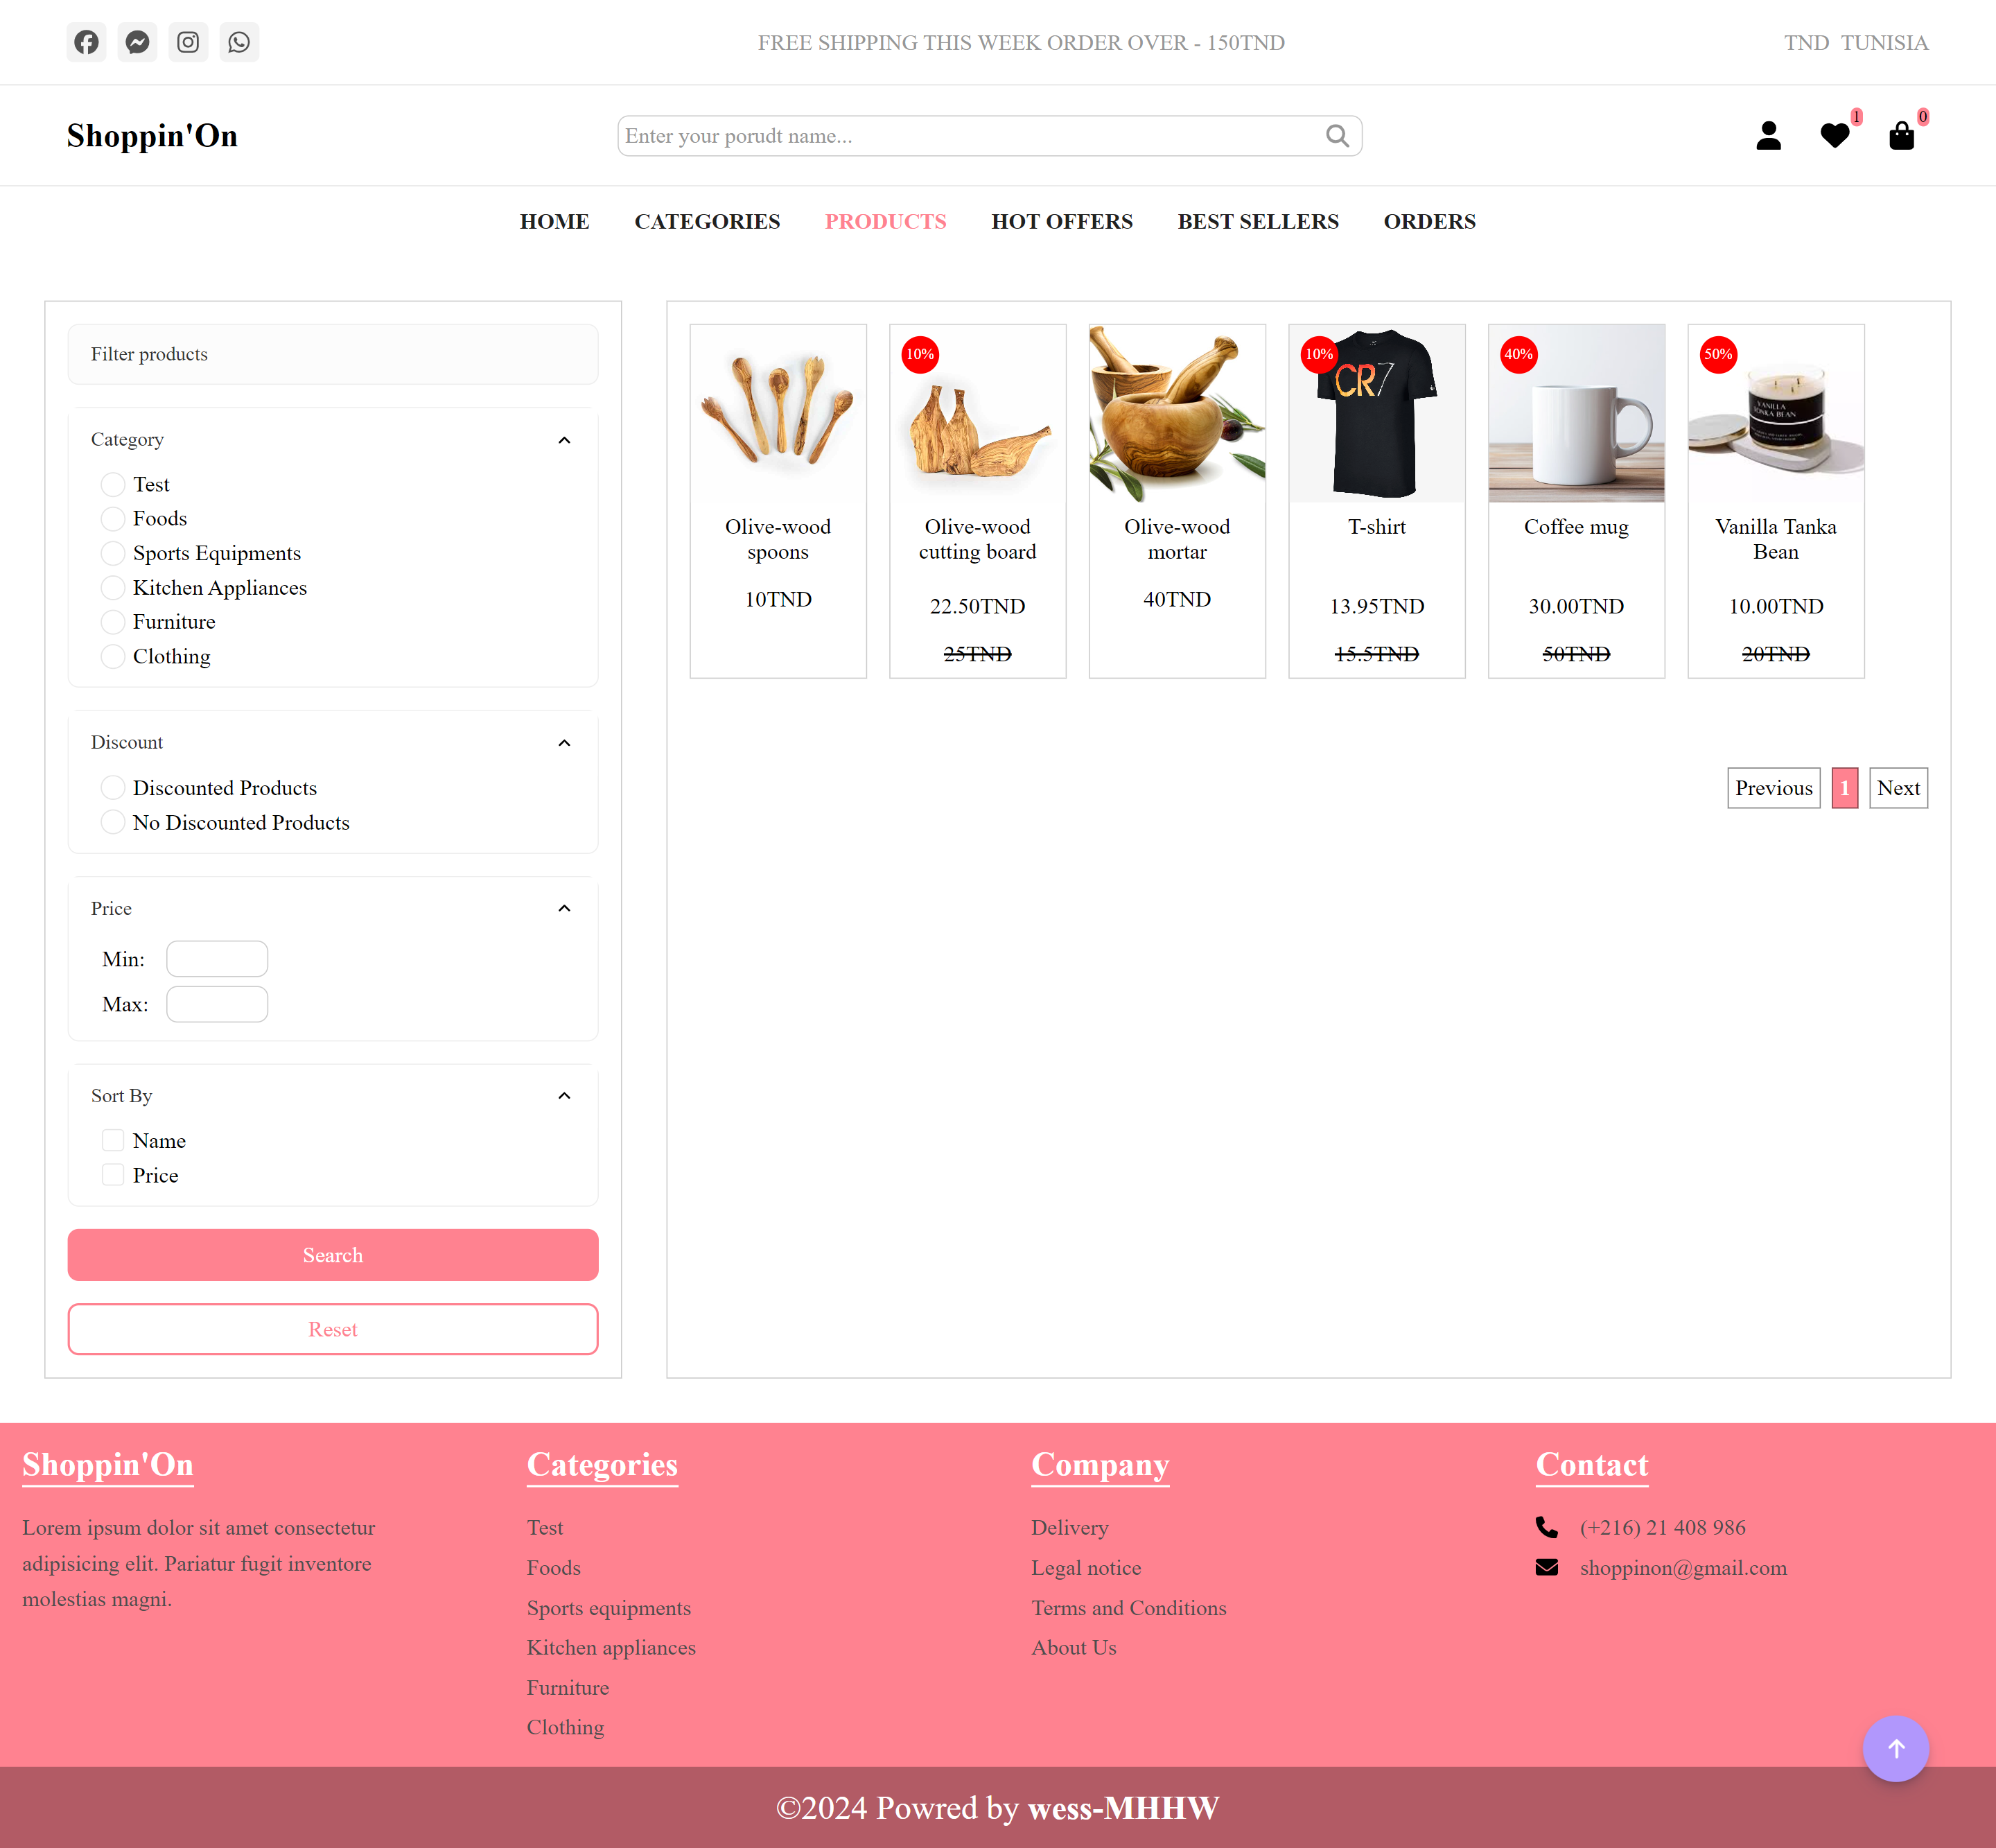 FREE SHIPPING THIS WEEK ORDER OVER - 150TND
TND TUNISIA
Shoppin'On
Enter your porudt name...
1
0
HOME
CATEGORIES
PRODUCTS
HOT OFFERS
BEST SELLERS
ORDERS
Filter products
Category
Test
Foods
Sports Equipments
Kitchen Appliances
Furniture
Clothing
Discount
Discounted Products
No Discounted Products
Price
Min:
Max:
Sort By
Name
Price
Search
Reset
Olive-wood
spoons
10TND
10%
Olive-wood
cutting board
22.50TND
25TND
Olive-wood
mortar
40TND
10%
CR7
T-shirt
13.95TND
15.5TND
40%
Coffee mug
30.00TND
50TND
50%
VANILLA
TONKA BEAN
Vanilla Tanka
Bean
10.00TND
20TND
Previous
1
Next
Shoppin'On
Lorem ipsum dolor sit amet consectetur
adipisicing elit. Pariatur fugit inventore
molestias magni.
Categories
Test
Foods
Sports equipments
Kitchen appliances
Furniture
Clothing
Company
Delivery
Legal notice
Terms and Conditions
About Us
Contact
(+216) 21 408 986
shoppinon@gmail.com
©2024 Powred by wess-MHHW